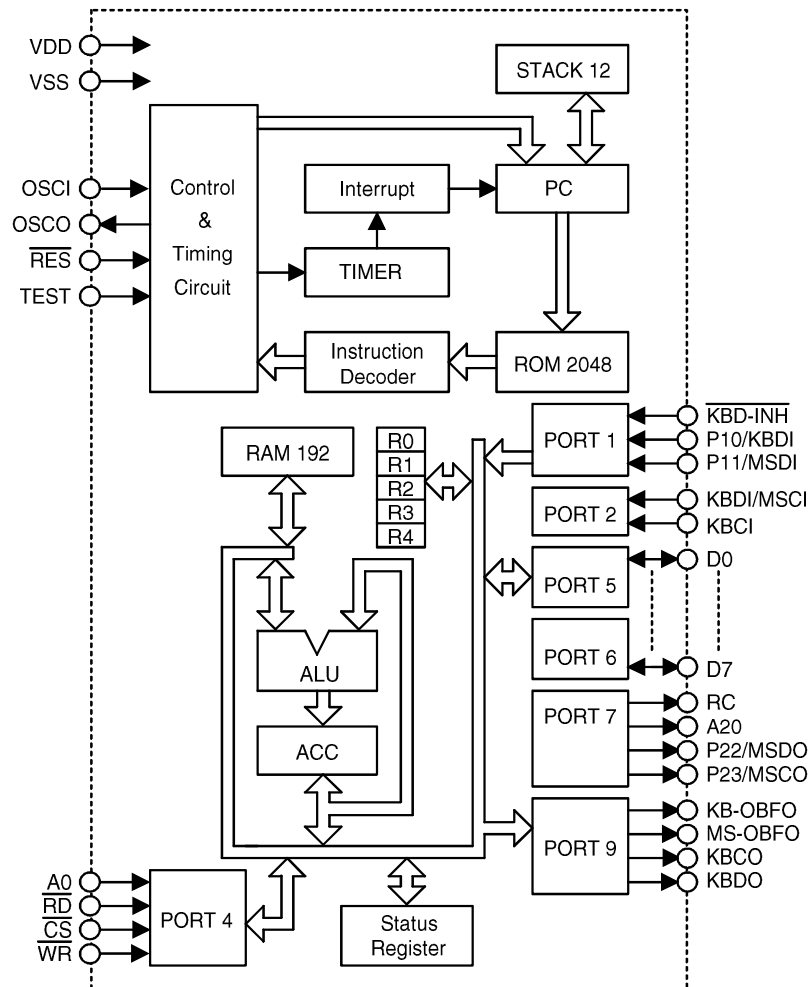 VDD
VSS
OSCI
OSCO
RES
TEST
Control
&
Timing
Circuit
STACK 12
Interrupt
PC
TIMER
Instruction
Decoder
ROM 2048
RAM 192
R0
R1
R2
R3
R4
PORT 1
KBD-INH
P10/KBDI
P11/MSDI
PORT 2
KBDI/MSCI
KBCI
PORT 5
D0
PORT 6
D7
ALU
ACC
PORT 7
RC
A20
P22/MSDO
P23/MSCO
PORT 9
KB-OBFO
MS-OBFO
KBCO
KBDO
A0
RD
CS
WR
PORT 4
Status
Register